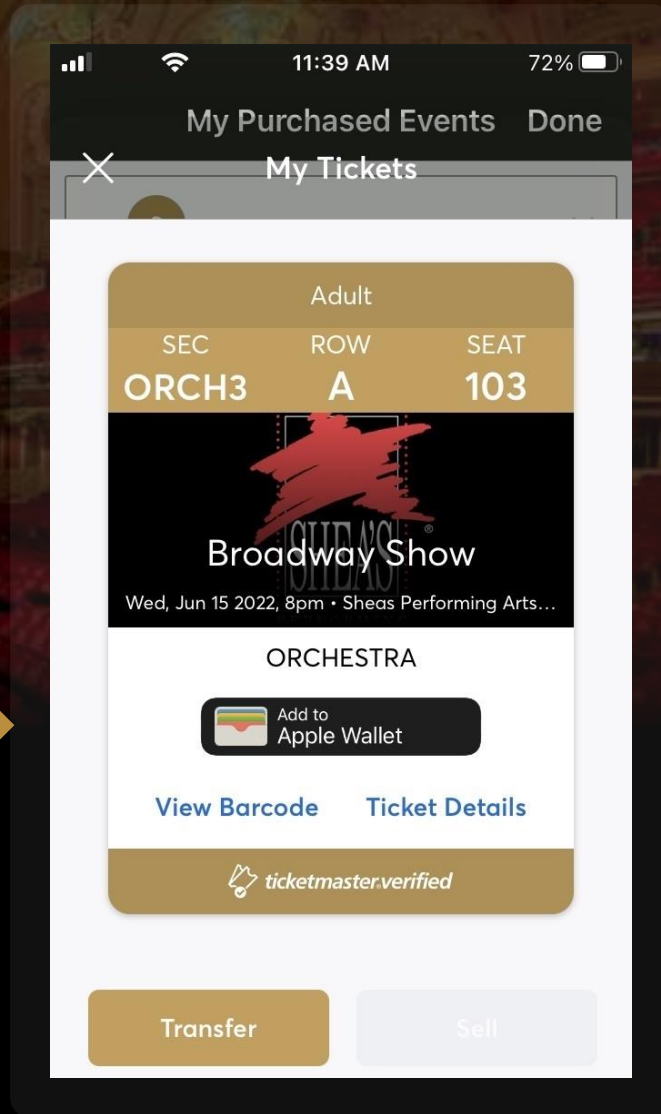 11:39 AM 72%
My Purchased Events Done
My Tickets
Adult
SEC ROW SEAT
ORCH3 A 103
SHEA'S
Broadway Show
Wed, Jun 15 2022, 8pm • Sheas Performing Arts...
ORCHESTRA
Add to
Apple Wallet
View Barcode Ticket Details
ticketmaster.verified
Transfer Sell